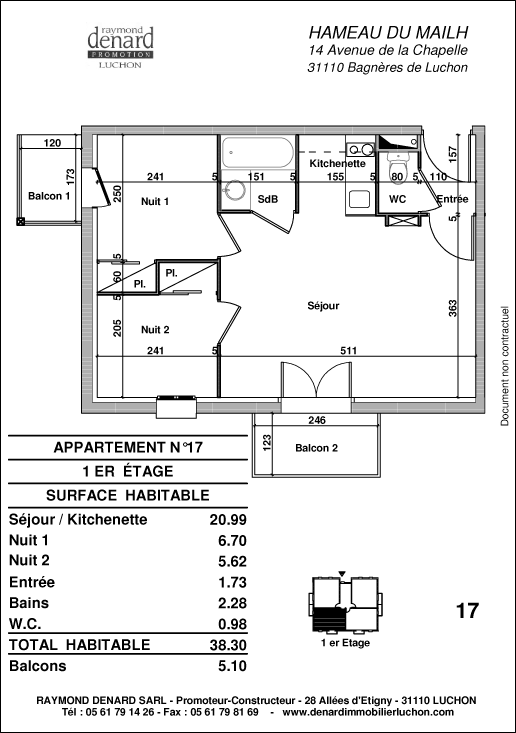 raymond
denard
PROMOTION
LUCHON
HAMEAU DU MAILH
14 Avenue de la Chapelle
31110 Bagnères de Luchon
120
173
Balcon 1
241
250
Nuit 1
5
151
5
SdB
Kitchenette
155
5
80
5
110
WC
157
Entrée
5
5
60
5
Pl.
Pl.
Séjour
363
205
Nuit 2
241
5
511
246
123
Balcon 2
Document non contractuel
APPARTEMENT N°17
1 ER ÉTAGE
SURFACE HABITABLE
Séjour / Kitchenette 20.99
Nuit 1 6.70
Nuit 2 5.62
Entrée 1.73
Bains 2.28
W.C. 0.98
TOTAL HABITABLE 38.30
Balcons 5.10
1 er Etage
17
RAYMOND DENARD SARL - Promoteur-Constructeur - 28 Allées d'Etigny - 31110 LUCHON
Tél : 05 61 79 14 26 - Fax : 05 61 79 81 69 - www.denardimmobilierluchon.com